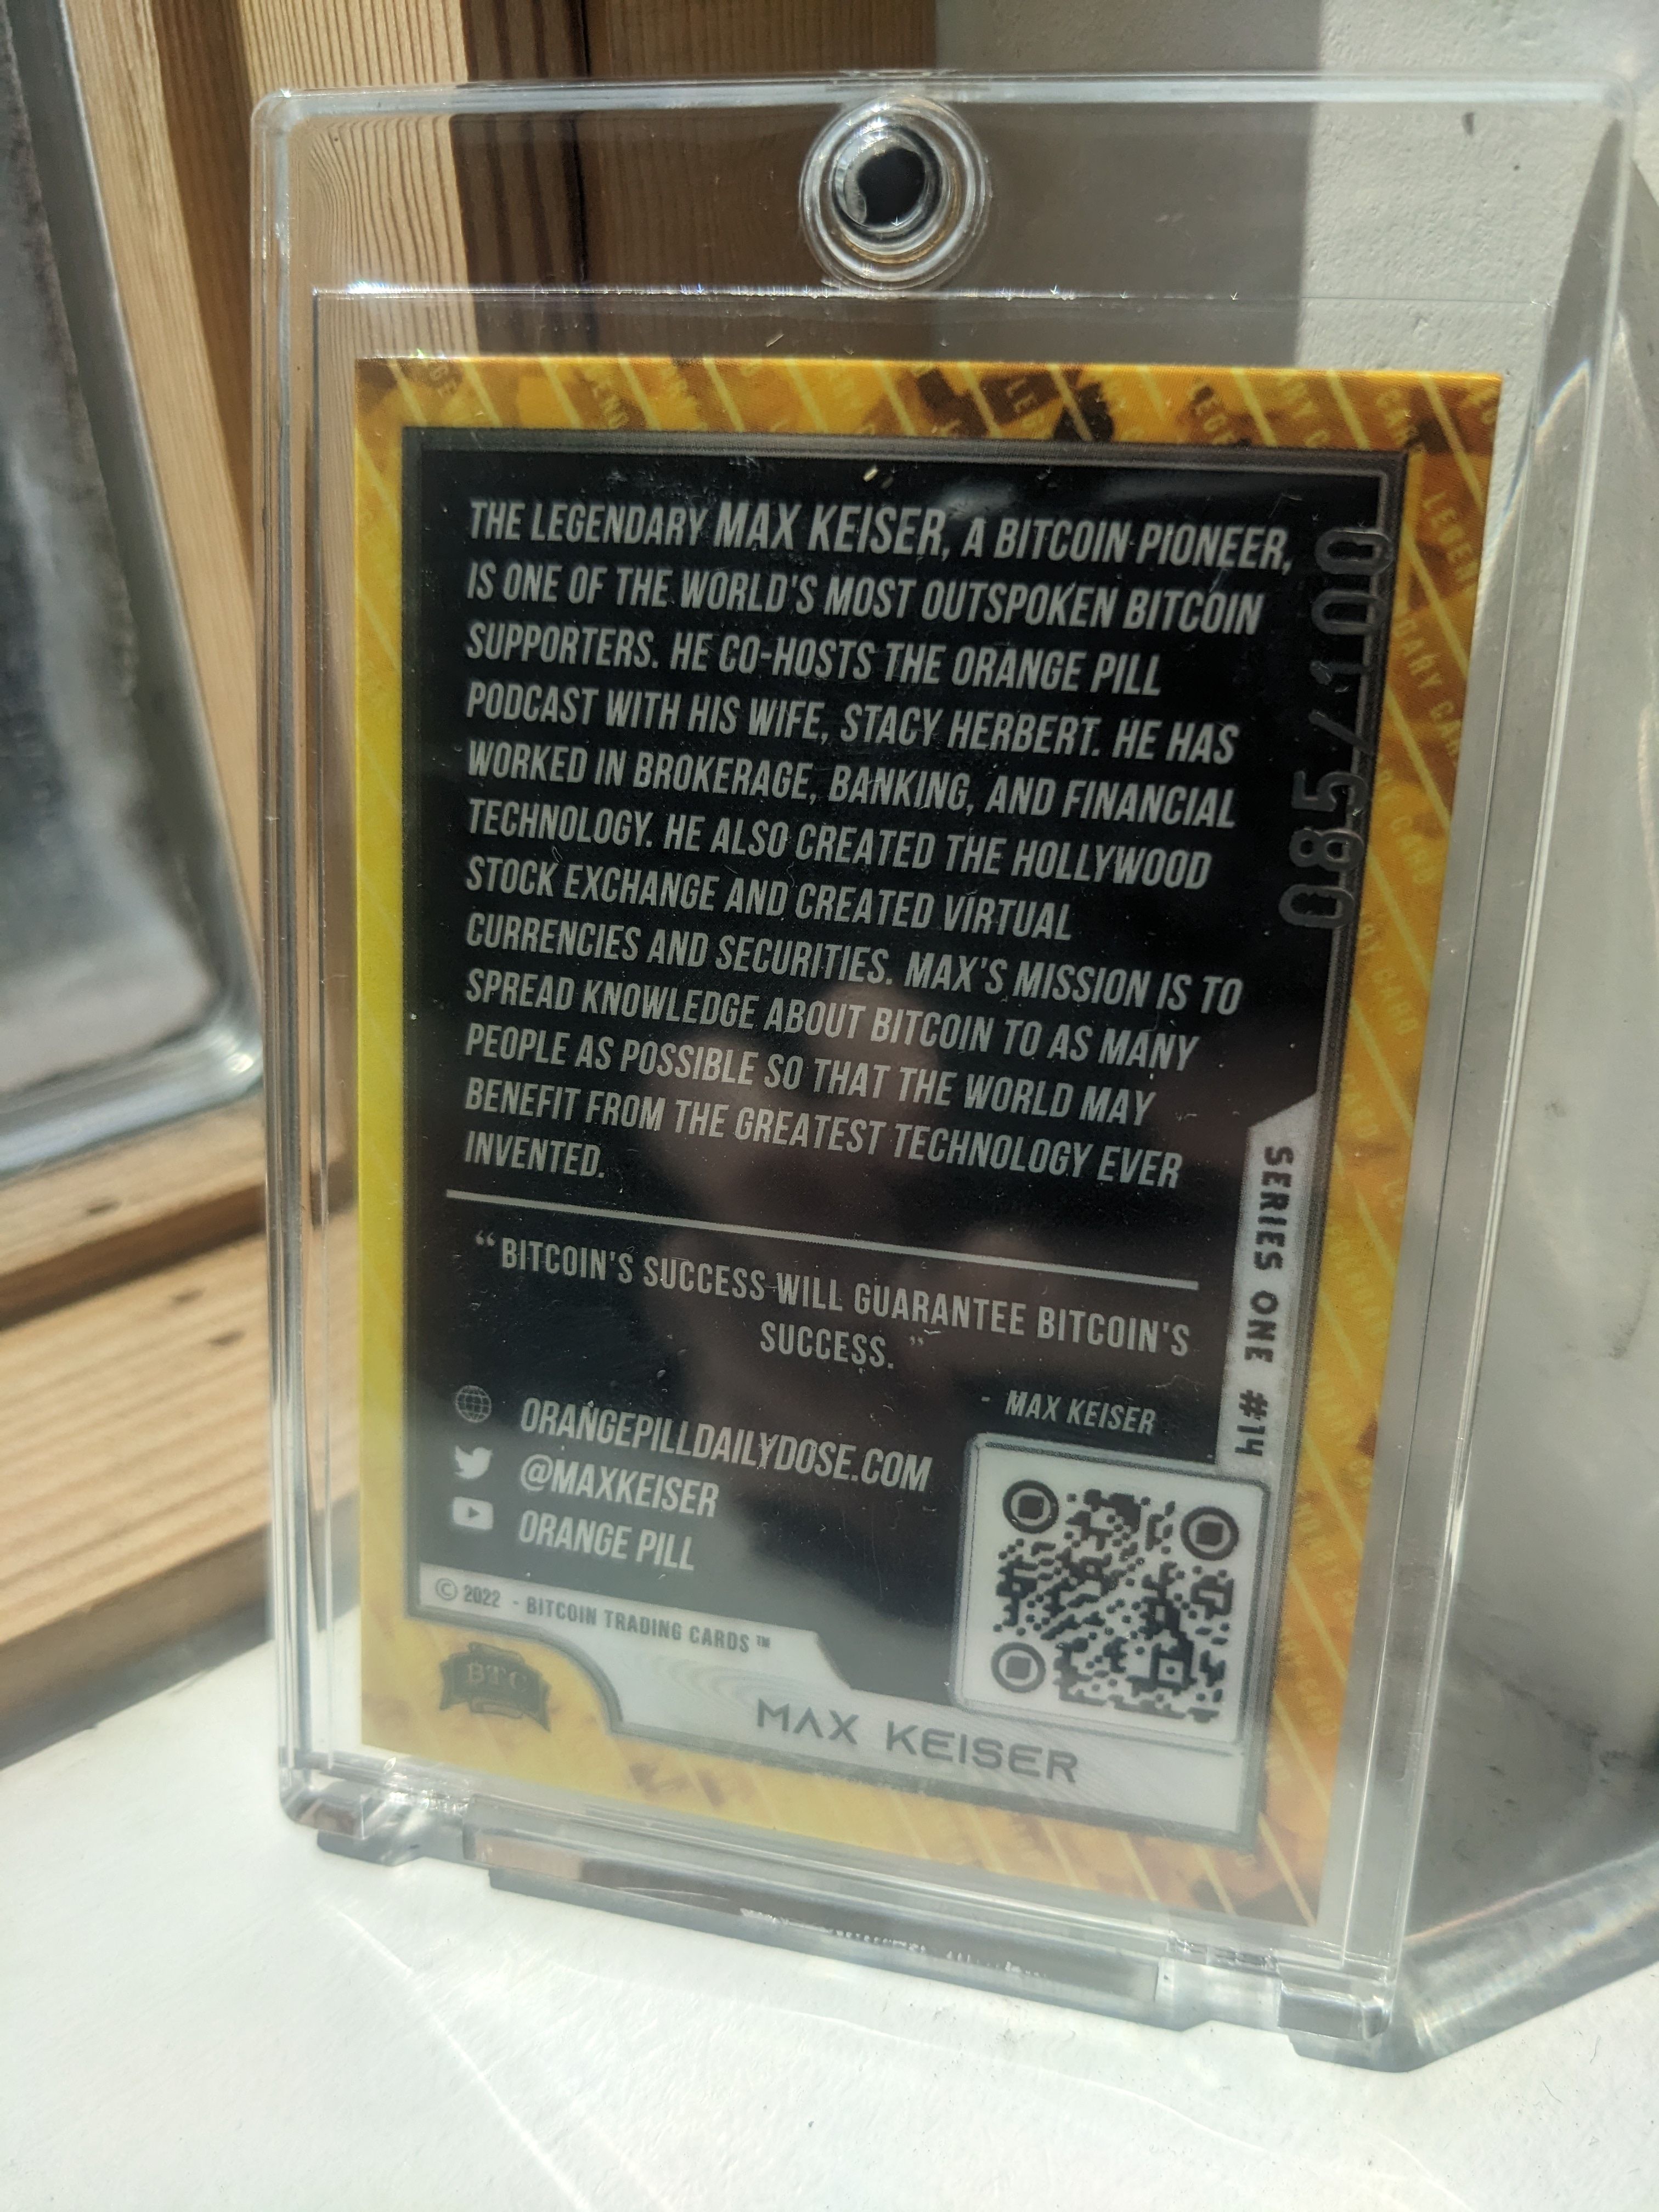 THE LEGENDARY MAX KEISER, A BITCOIN PIONEER,
IS ONE OF THE WORLD'S MOST OUTSPOKEN BITCOIN
SUPPORTERS. HE CO-HOSTS THE ORANGE PILL
PODCAST WITH HIS WIFE, STACY HERBERT. HE HAS
WORKED IN BROKERAGE, BANKING, AND FINANCIAL
TECHNOLOGY. HE ALSO CREATED THE HOLLYWOOD
STOCK EXCHANGE AND CREATED VIRTUAL
CURRENCIES AND SECURITIES. MAX'S MISSION IS TO
SPREAD KNOWLEDGE ABOUT BITCOIN TO AS MANY
PEOPLE AS POSSIBLE SO THAT THE WORLD MAY
BENEFIT FROM THE GREATEST TECHNOLOGY EVER
INVENTED.
085/100
SERIES ONE #14
“BITCOIN'S SUCCESS WILL GUARANTEE BITCOIN'S
SUCCESS.”
- MAX KEISER
ORANGEPILLDAILYDOSE.COM
@MAXKEISER
ORANGE PILL
© 2022 - BITCOIN TRADING CARDS™
BTC
MAX KEISER